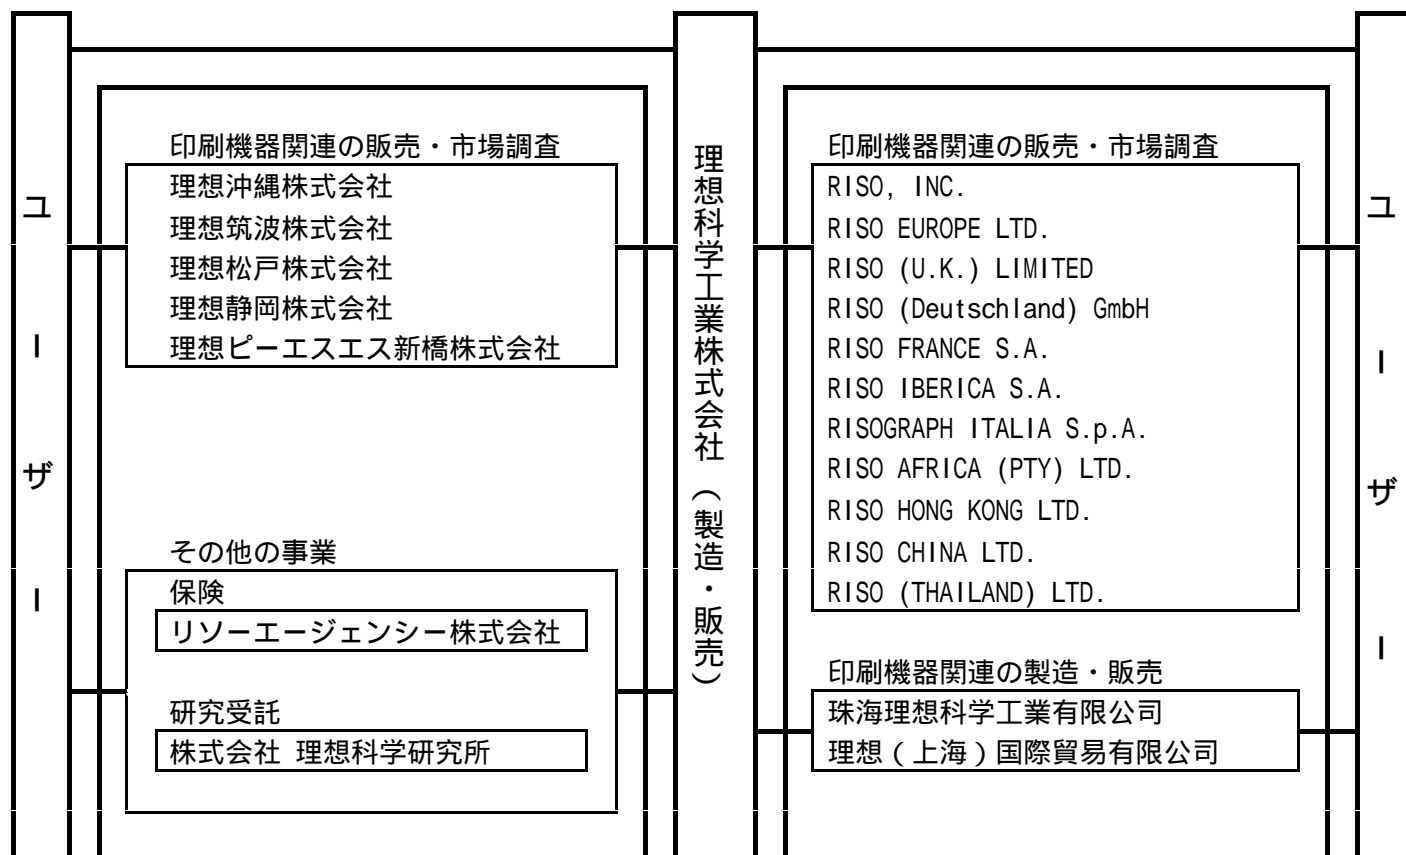 ユーザー
印刷機器関連の販売・市場調査
理想沖縄株式会社
理想筑波株式会社
理想松戸株式会社
理想静岡株式会社
理想ピーエスエス新橋株式会社
その他の事業
保険
リソーエージェンシー株式会社
研究受託
株式会社 理想科学研究所
理想科学工業株式会社（製造・販売）
印刷機器関連の販売・市場調査
RISO, INC.
RISO EUROPE LTD.
RISO (U.K.) LIMITED
RISO (Deutschland) GmbH
RISO FRANCE S.A.
RISO IBERICA S.A.
RISOGRAPH ITALIA S.p.A.
RISO AFRICA (PTY) LTD.
RISO HONG KONG LTD.
RISO CHINA LTD.
RISO (THAILAND) LTD.
印刷機器関連の製造・販売
珠海理想科学工業有限公司
理想（上海）国際貿易有限公司
ユーザー